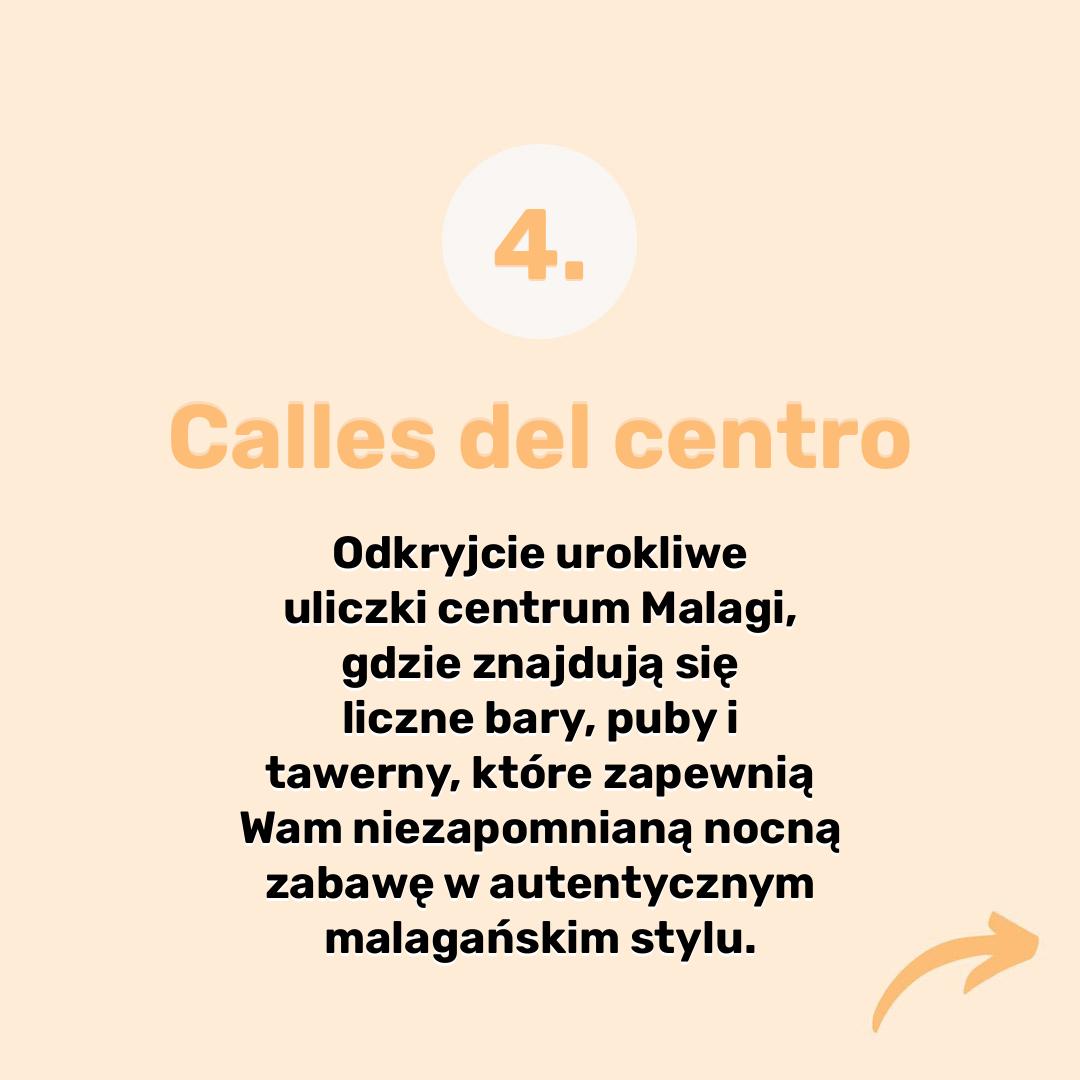 4.
Calles del centro
Odkryjcie urokliwe
uliczki centrum Malagi,
gdzie znajdują się
liczne bary, puby i
tawerny, które zapewnią
Wam niezapomnianą nocną
zabawę w autentycznym
malagańskim stylu.